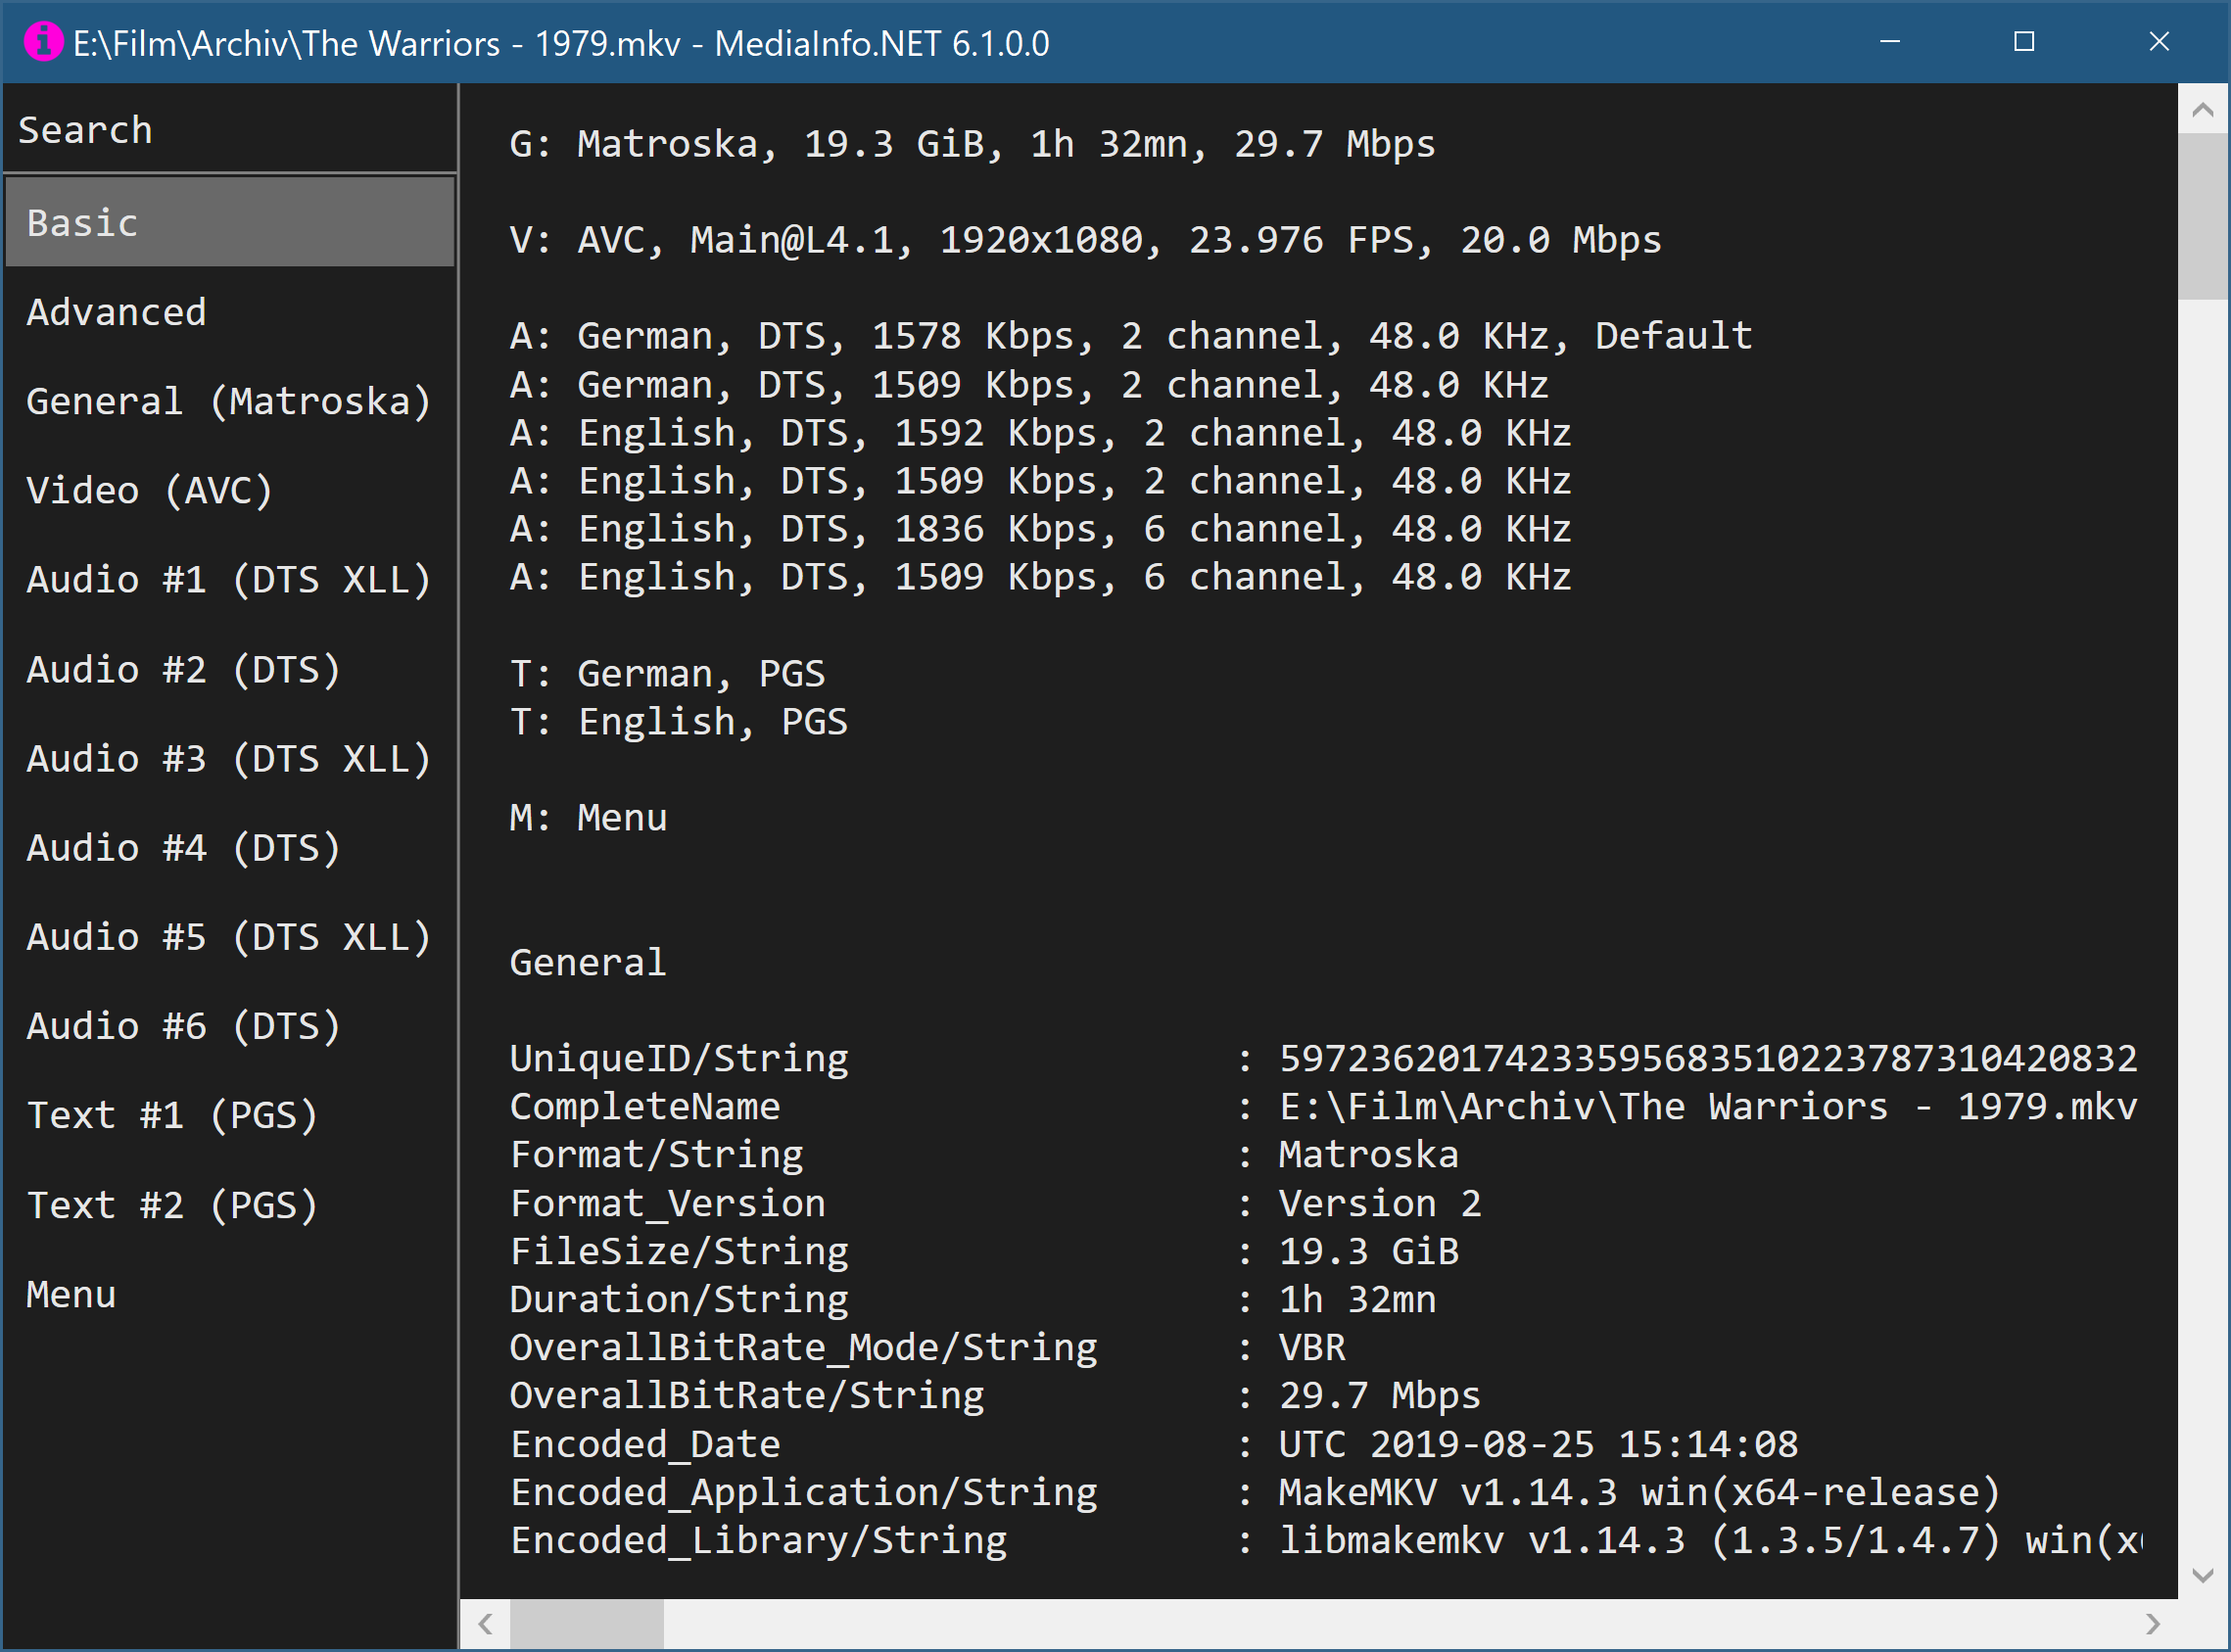 E:\Film\Archiv\The Warriors - 1979.mkv - MediaInfo.NET 6.1.0.0
Search
Basic
Advanced
General (Matroska)
Video (AVC)
Audio #1 (DTS XLL)
Audio #2 (DTS)
Audio #3 (DTS XLL)
Audio #4 (DTS)
Audio #5 (DTS XLL)
Audio #6 (DTS)
Text #1 (PGS)
Text #2 (PGS)
Menu
G: Matroska, 19.3 GiB, 1h 32mn, 29.7 Mbps
V: AVC, Main@L4.1, 1920x1080, 23.976 FPS, 20.0 Mbps
A: German, DTS, 1578 Kbps, 2 channel, 48.0 KHz, Default
A: German, DTS, 1509 Kbps, 2 channel, 48.0 KHz
A: English, DTS, 1592 Kbps, 2 channel, 48.0 KHz
A: English, DTS, 1509 Kbps, 2 channel, 48.0 KHz
A: English, DTS, 1836 Kbps, 6 channel, 48.0 KHz
A: English, DTS, 1509 Kbps, 6 channel, 48.0 KHz
T: German, PGS
T: English, PGS
M: Menu
General
UniqueID/String : 59723620174233595683510223787310420832
CompleteName : E:\Film\Archiv\The Warriors - 1979.mkv
Format/String : Matroska
Format_Version : Version 2
FileSize/String : 19.3 GiB
Duration/String : 1h 32mn
OverallBitRate_Mode/String : VBR
OverallBitRate/String : 29.7 Mbps
Encoded_Date : UTC 2019-08-25 15:14:08
Encoded_Application/String : MakeMKV v1.14.3 win(x64-release)
Encoded_Library/String : libmakemkv v1.14.3 (1.3.5/1.4.7)